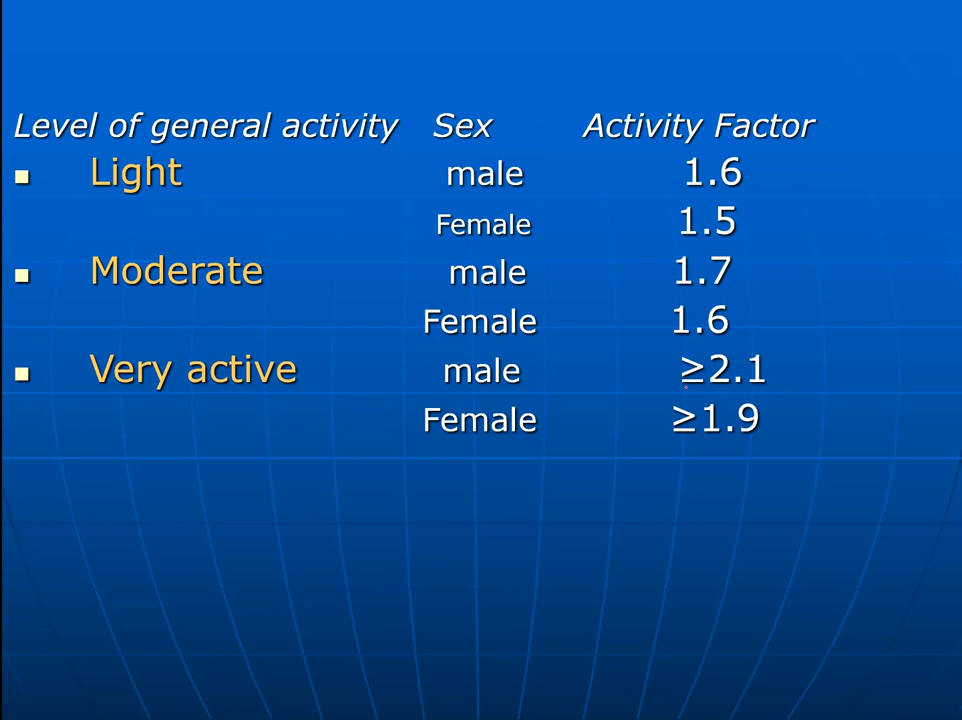 Level of general activity Sex Activity Factor
Light male 1.6
Female 1.5
Moderate male 1.7
Female 1.6
Very active male ≥2.1
Female ≥1.9